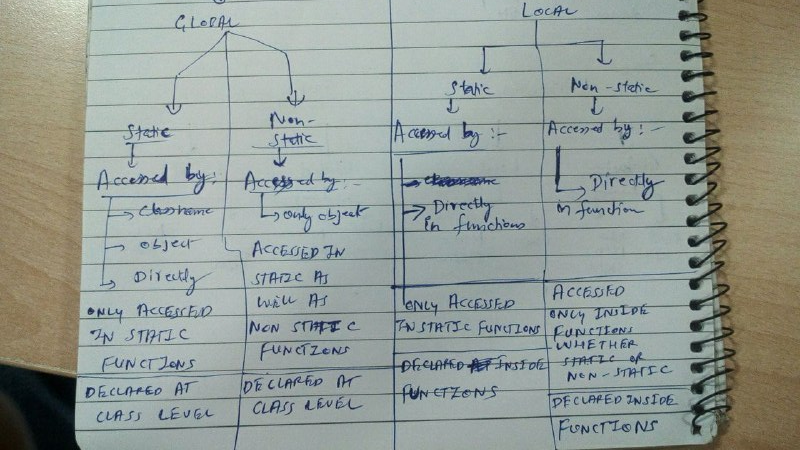 GLOBAL
Static
Accessed by:
Classname
object
Directly
ONLY ACCESSED
IN STATIC
FUNCTIONS
DECLARED AT
CLASS LEVEL
Non-
static
Accessed by:-
only object
ACCESSED IN
STATIC AS
WELL AS
NON STATIC
FUNCTIONS
DECLARED AT
CLASS LEVEL
LOCAL
Static
Accessed by :-
Directly
in functions
ONLY ACCESSED
IN STATIC FUNCTIONS
DECLARED INSIDE
FUNCTIONS
Non-static
Accessed by:-
Directly
in function
ACCESSED
ONLY INSIDE
FUNCTIONS
WHETHER
STATIC OR
NON-STATIC
DECLARED INSIDE
FUNCTIONS